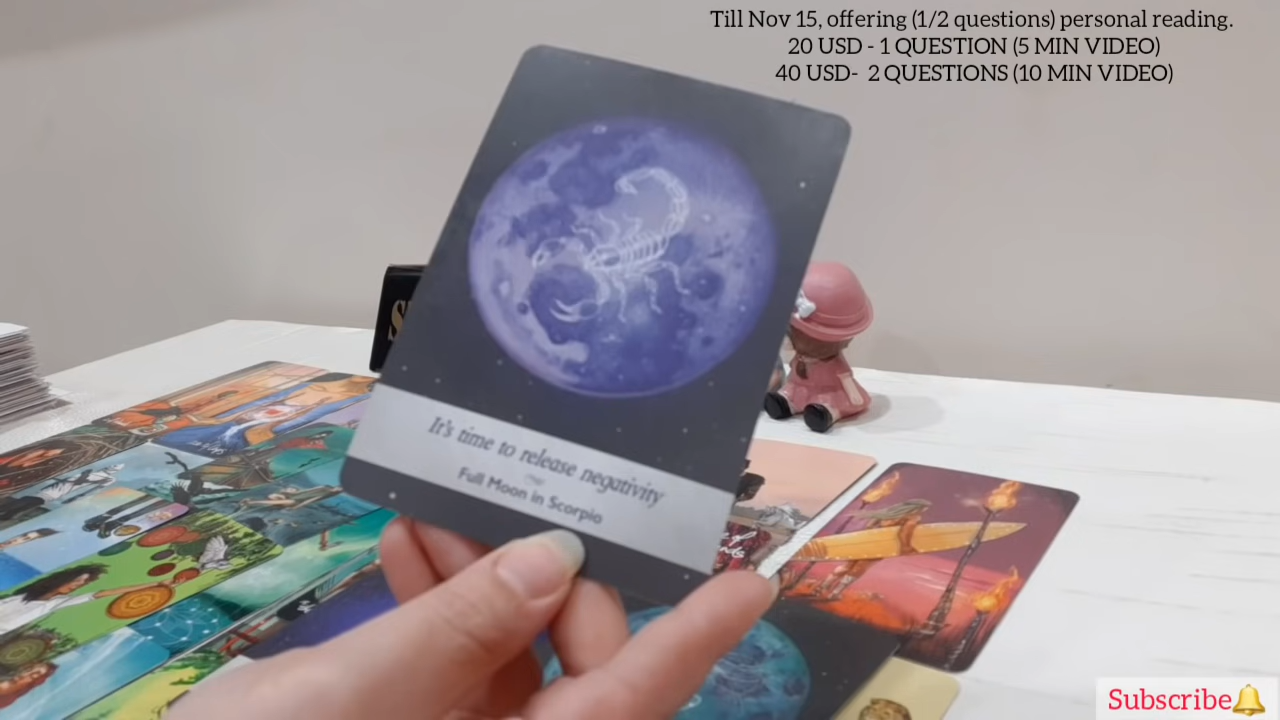 Till Nov 15, offering (1/2 questions) personal reading.
20 USD - 1 QUESTION (5 MIN VIDEO)
40 USD- 2 QUESTIONS (10 MIN VIDEO)
It's time to release negativity
Full Moon in Scorpio
Subscribe